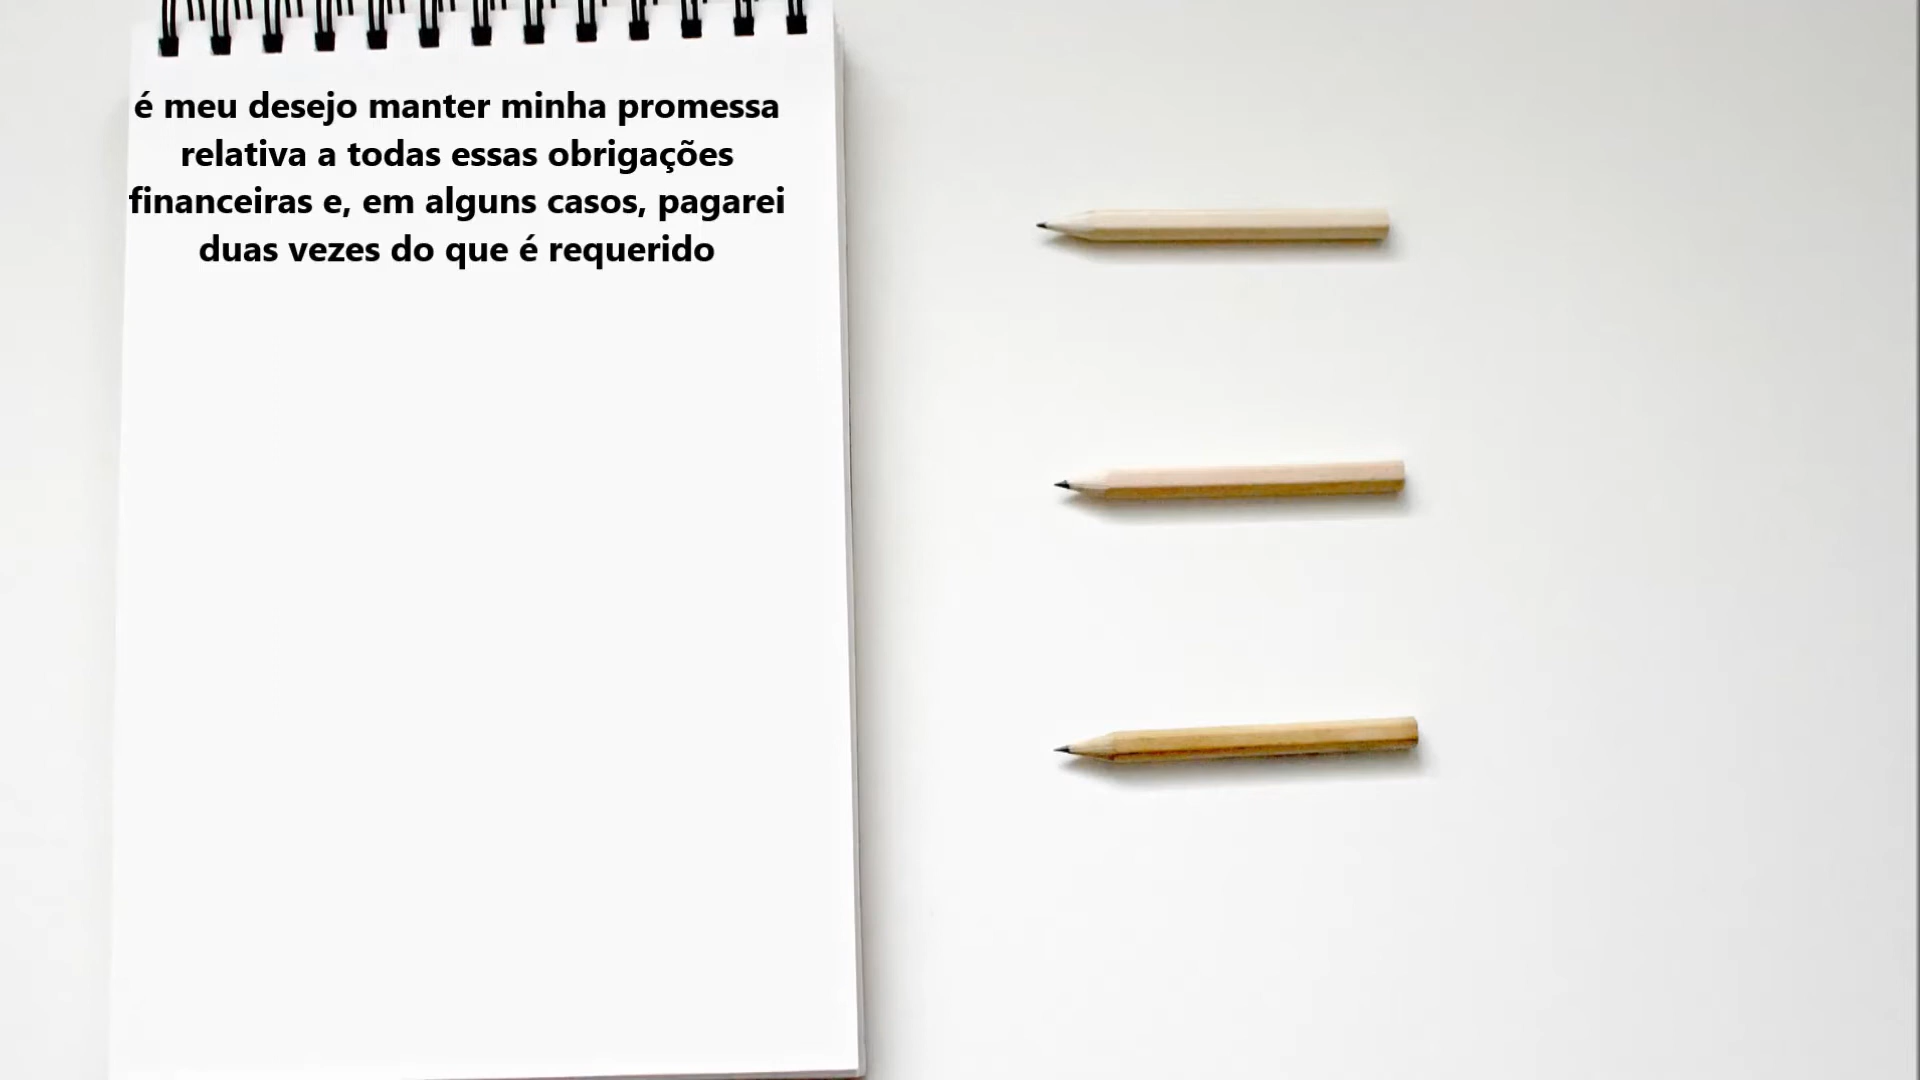 é meu desejo manter minha promessa
relativa a todas essas obrigações
financeiras e, em alguns casos, pagarei
duas vezes do que é requerido